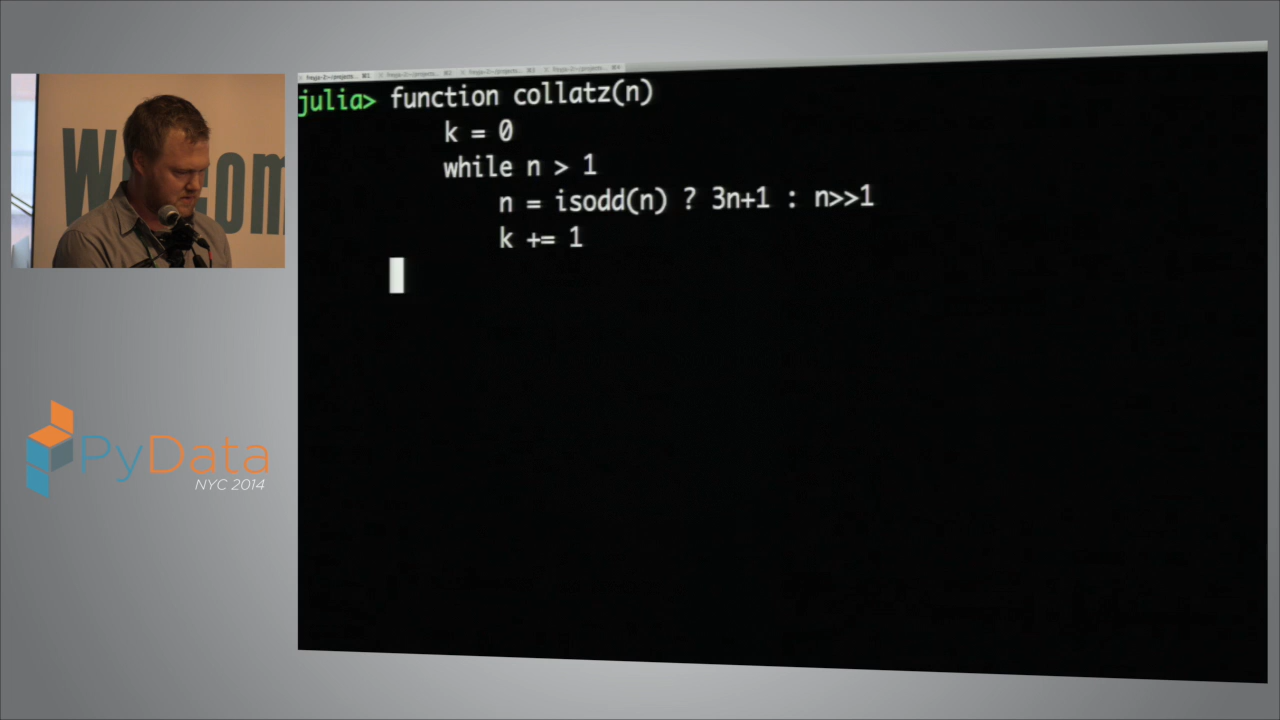 julia> function collatz(n)
k = 0
while n > 1
n = isodd(n) ? 3n+1 : n>>1
k += 1
PyData
NYC 2014